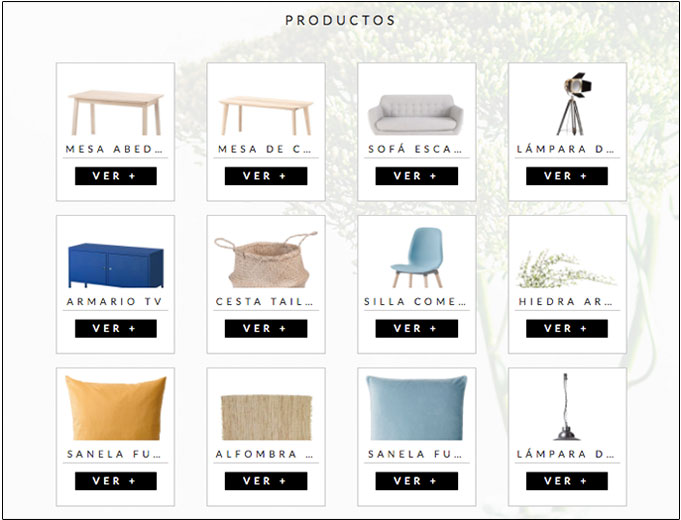 PRODUCTOS
MESA ABED...
MESA DE C...
SOFÁ ESCA...
LÁMPARA D...
VER +
VER +
VER +
VER +
ARMARIO TV
CESTA TAIL...
SILLA COME...
HIEDRA AR...
VER +
VER +
VER +
VER +
SANELA FU...
ALFOMBRA ...
SANELA FU...
LÁMPARA D...
VER +
VER +
VER +
VER +